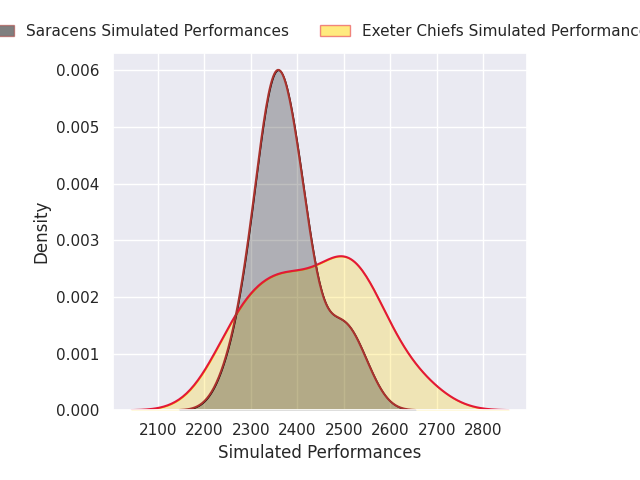 Saracens Simulated Performances
Exeter Chiefs Simulated Performanc
0.006
0.005
0.004
0.003
0.002
0.001
0.000
Density
2100 2200 2300 2400 2500 2600 2700 2800
Simulated Performances